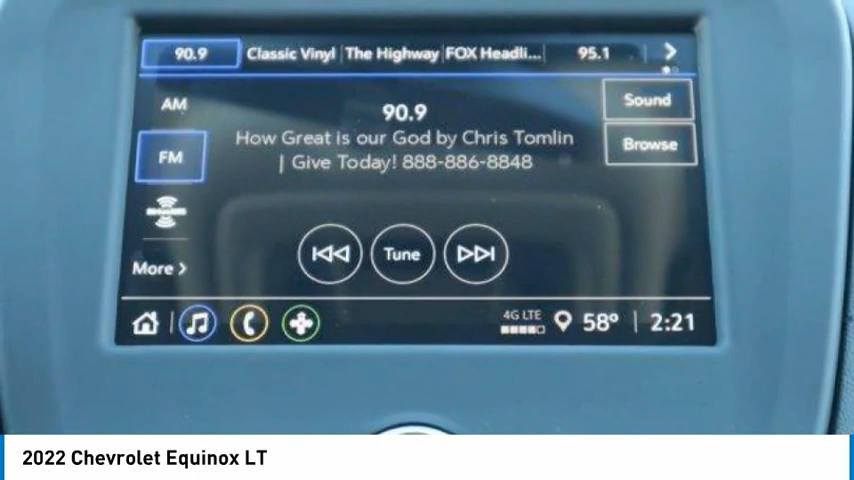 90.9 Classic Vinyl The Highway FOX Headli... 95.1
AM
Sound
90.9
How Great is our God by Chris Tomlin
Browse
FM
| Give Today! 888-886-8848
Tune
More >
4G LTE
58° 2:21
2022 Chevrolet Equinox LT